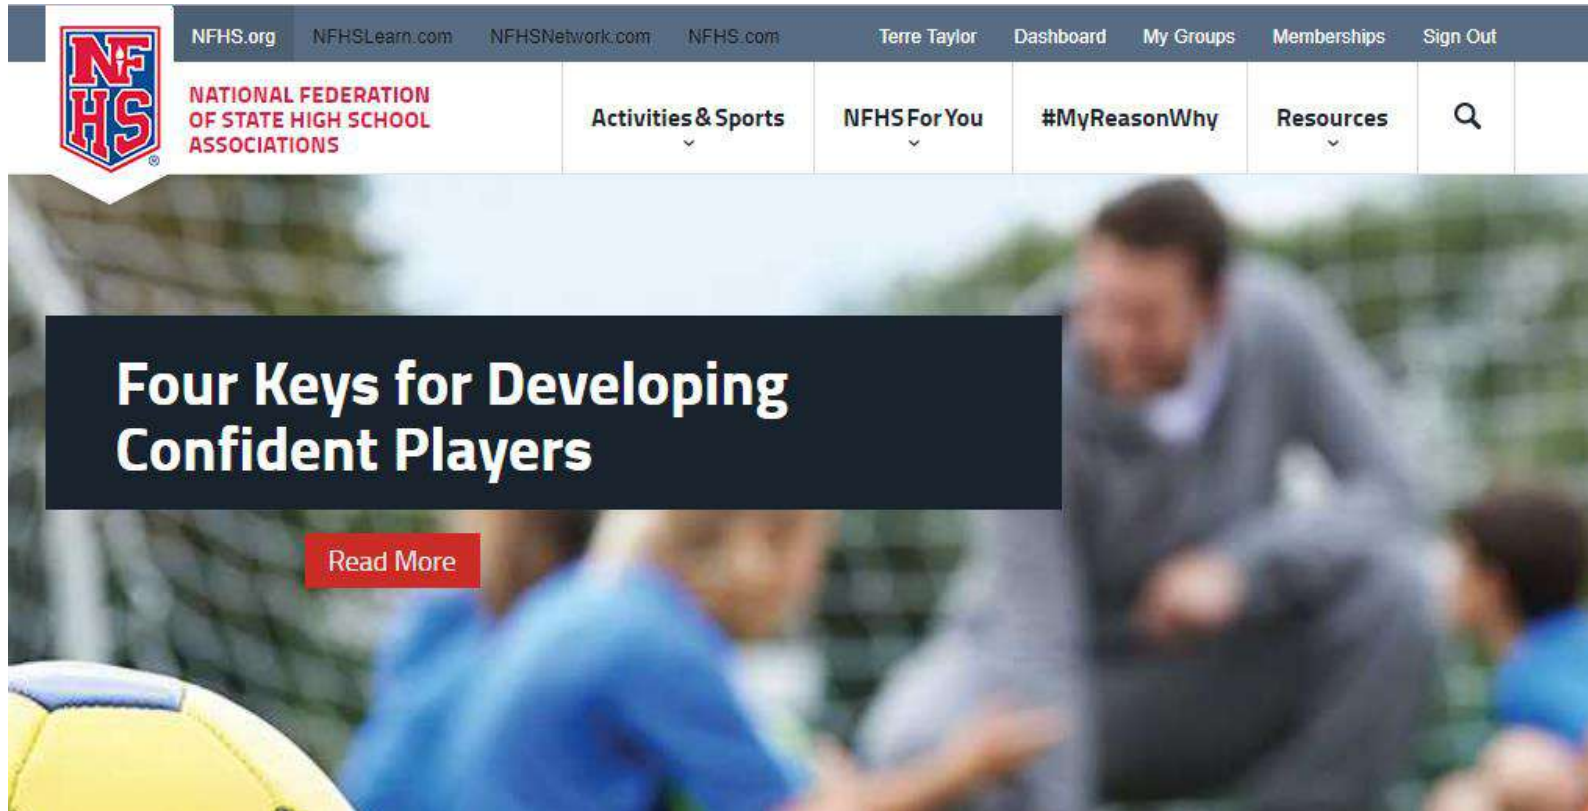 NFHS.org NFHSLearn.com NFHSNetwork.com NFHS.com Terre Taylor Dashboard My Groups Memberships Sign Out
NF
HS
®
NATIONAL FEDERATION
OF STATE HIGH SCHOOL
ASSOCIATIONS
Activities & Sports NFHS For You #MyReasonWhy Resources
Four Keys for Developing
Confident Players
Read More